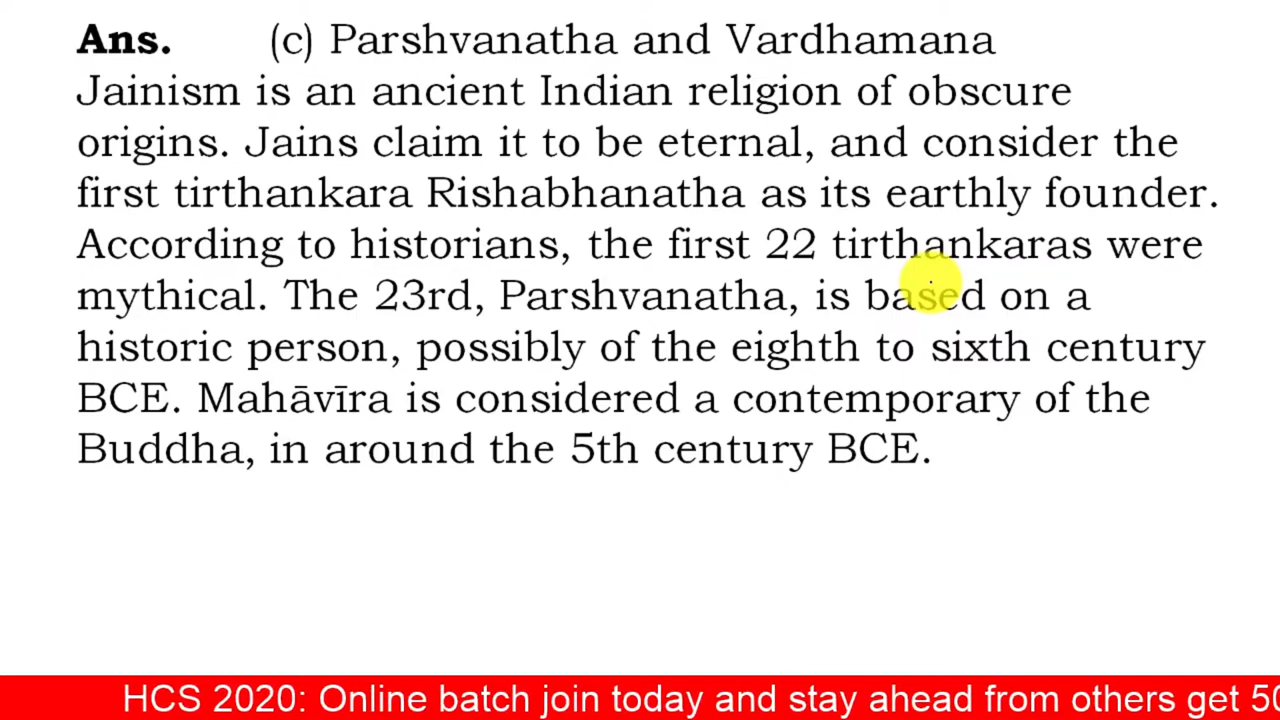 Ans. (c) Parshvanatha and Vardhamana
Jainism is an ancient Indian religion of obscure
origins. Jains claim it to be eternal, and consider the
first tirthankara Rishabhanatha as its earthly founder.
According to historians, the first 22 tirthankaras were
mythical. The 23rd, Parshvanatha, is based on a
historic person, possibly of the eighth to sixth century
BCE. Mahāvīra is considered a contemporary of the
Buddha, in around the 5th century BCE.
HCS 2020: Online batch join today and stay ahead from others get 50